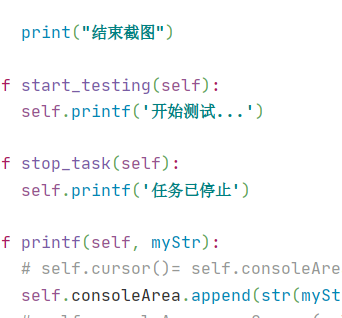 print("结束截图")
f start_testing(self):
self.printf('开始测试...')
f stop_task(self):
self.printf('任务已停止')
f printf(self, myStr):
# self.cursor()= self.consoleAre
self.consoleArea.append(str(mySt